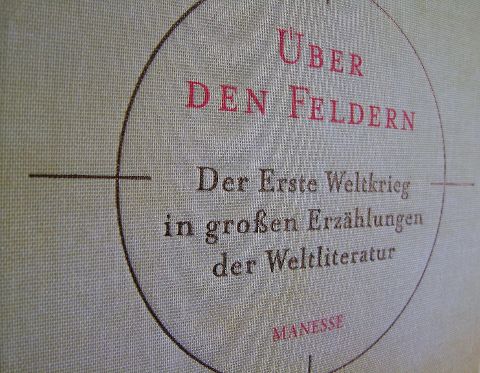 ÜBER
DEN FELDERN
Der Erste Weltkrieg
in großen Erzählungen
der Weltliteratur
MANESSE